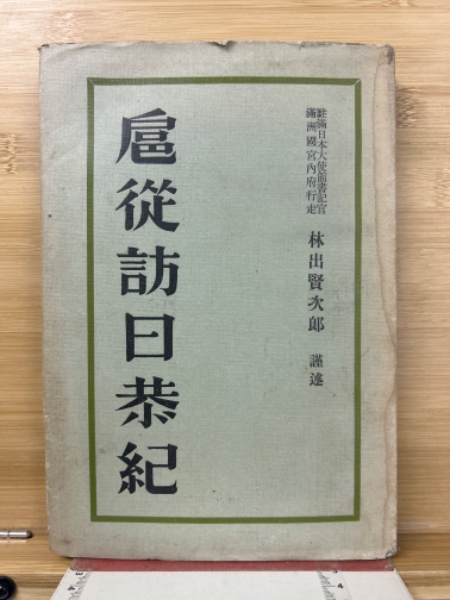 駐滿日本大使館書記官
滿洲國宮內府行走
林出賢次郎 謹述
扈從訪日恭紀